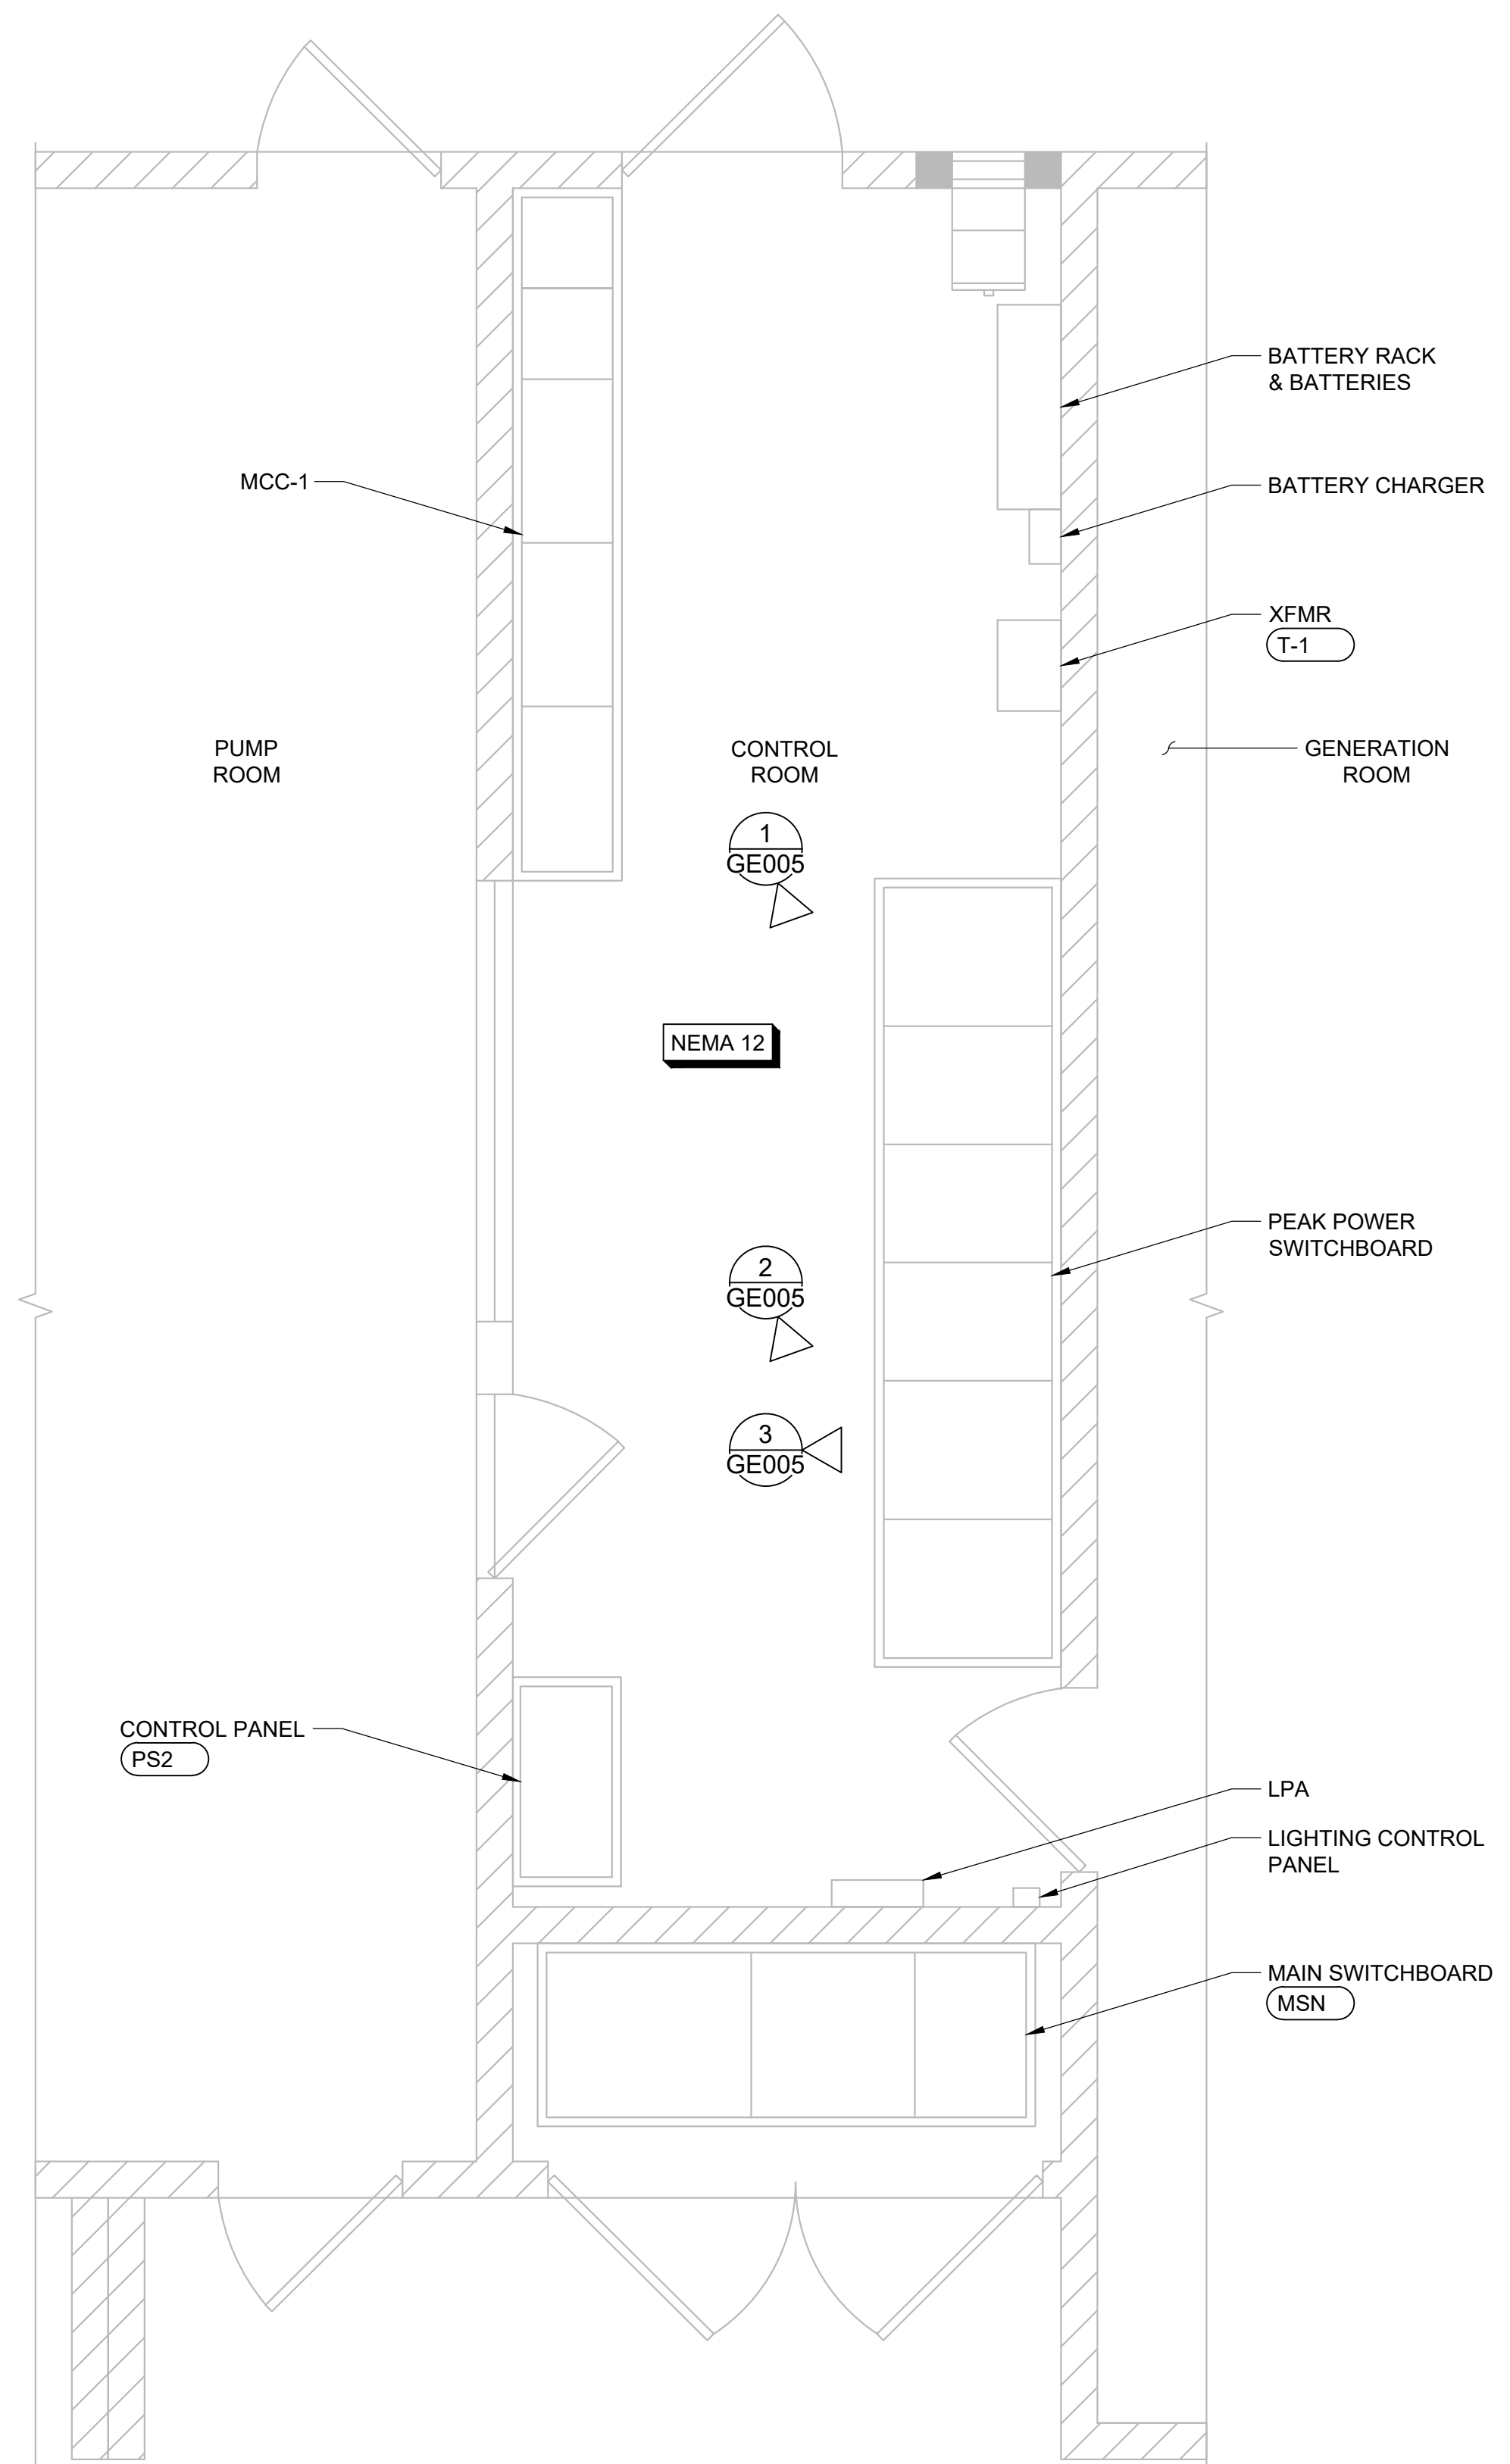 BATTERY RACK
& BATTERIES
MCC-1
BATTERY CHARGER
XFMR
T-1
PUMP
ROOM
CONTROL
ROOM
GENERATION
ROOM
1
GE005
NEMA 12
PEAK POWER
SWITCHBOARD
2
GE005
3
GE005
CONTROL PANEL
PS2
LPA
LIGHTING CONTROL
PANEL
MAIN SWITCHBOARD
MSN